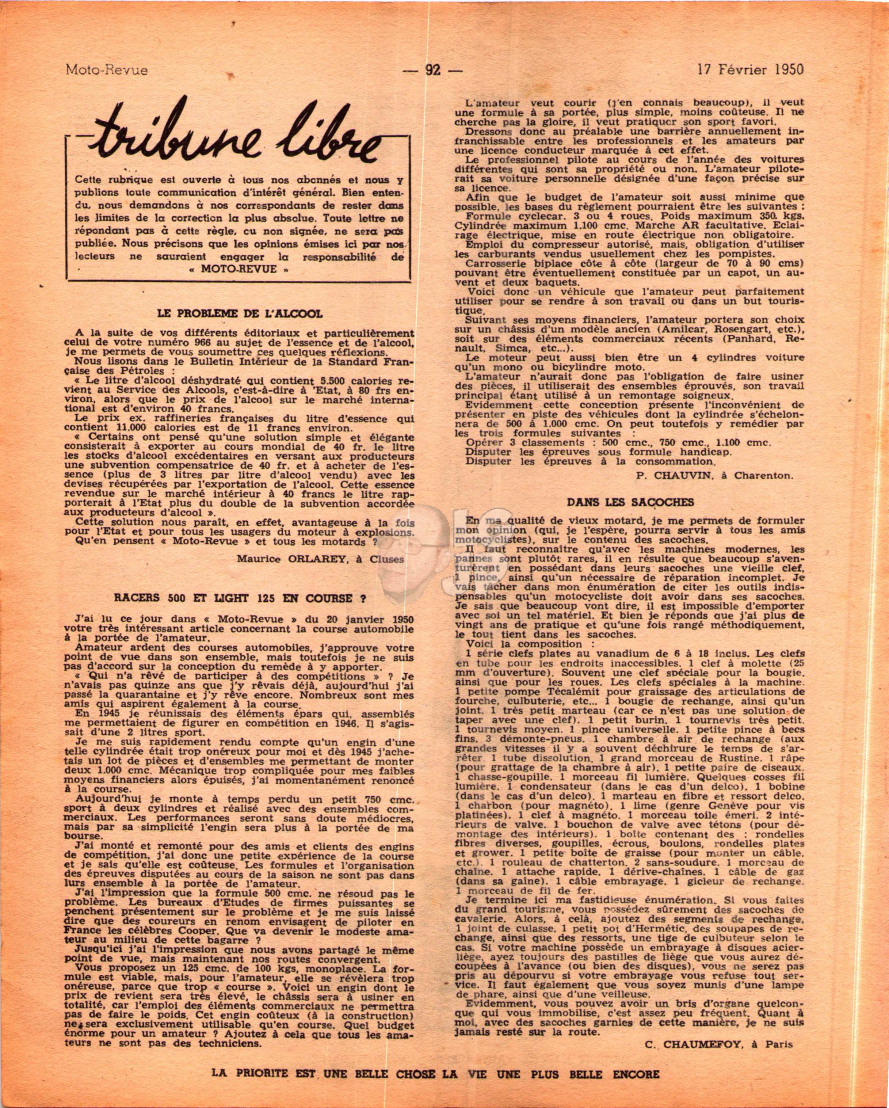 Moto-Revue
— 92 —
17 Février 1950
tribune libre
Cette rubrique est ouverte à tous nos abonnés et nous y
publions toute communication d'intérêt général. Bien enten-
du, nous demandons à nos correspondants de rester dans
les limites de la correction la plus absolue. Toute lettre ne
répondant pas à cette règle, ou non signée, ne sera pas
publiée. Nous précisons que les opinions émises ici par nos
lecteurs ne sauraient engager la responsabilité de
« MOTO-REVUE »
LE PROBLEME DE L'ALCOOL
A la suite de vos différents éditoriaux et particulièrement
celui de votre numéro 966 au sujet de l'essence et de l'alcool,
je me permets de vous soumettre ces quelques réflexions.
Nous lisons dans le Bulletin Intérieur de la Standard Fran-
çaise des Pétroles :
« Le litre d'alcool déshydraté qui contient 5.500 calories re-
vient au Service des Alcools, c'est-à-dire à 'Etat, à 80 frs en-
viron, alors que le prix de l'alcool sur le marché interna-
tional est d'environ 40 francs.
Le prix ex. raffineries françaises du litre d'essence qui
contient 11.000 calories est de 11 francs environ.
« Certains ont pensé qu'une solution simple et élégante
consisterait à exporter au cours mondial de 40 fr. le litre
les stocks d'alcool excédentaires en versant aux producteurs
une subvention compensatrice de 40 fr. et à acheter de l'es-
sence (plus de 3 litres par litre d'alcool vendu) avec les
devises récupérées par l'exportation de l'alcool. Cette essence
revendue sur le marché intérieur à 40 francs le litre rap-
porterait à l'Etat plus du double de la subvention accordée
aux producteurs d'alcool ».
Cette solution nous paraît, en effet, avantageuse à la fois
pour l'Etat et pour tous les usagers du moteur à explosions.
Qu'en pensent « Moto-Revue » et tous les motards ?
Maurice ORLAREY, à Cluses
RACERS 500 ET LIGHT 125 EN COURSE ?
J'ai lu ce jour dans « Moto-Revue » du 20 janvier 1950
votre très intéressant article concernant la course automobile
à la portée de l'amateur.
Amateur ardent des courses automobiles, j'approuve votre
point de vue dans son ensemble, mais toutefois je ne suis
pas d'accord sur la conception du remède à y apporter.
« Qui n'a rêvé de participer à des compétitions » ? Je
n'avais pas quinze ans que j'y rêvais déjà, aujourd'hui j'ai
passé la quarantaine et j'y rêve encore. Nombreux sont mes
amis qui aspirent également à la course.
En 1945 je réunissais des éléments épars qui, assemblés
me permettaient de figurer en compétition en 1946. Il s'agis-
sait d'une 2 litres sport.
Je me suis rapidement rendu compte qu'un engin d'une
telle cylindrée était trop onéreux pour moi et dès 1945 j'ache-
tais un lot de pièces et d'ensembles me permettant de monter
deux 1.000 cmc. Mécanique trop compliquée pour mes faibles
moyens financiers alors épuisés, j'ai momentanément renoncé
à la course.
Aujourd'hui je monte à temps perdu un petit 750 cmc.
sport à deux cylindres et réalisé avec des ensembles com-
merciaux. Les performances seront sans doute médiocres,
mais par sa simplicité l'engin sera plus à la portée de ma
bourse.
J'ai monté et remonté pour des amis et clients des engins
de compétition, j'ai donc une petite expérience de la course
et je sais qu'elle est coûteuse. Les formules et l'organisation
des épreuves disputées au cours de la saison ne sont pas dans
lurs ensemble à la portée de l'amateur.
J'ai l'impression que la formule 500 cmc. ne résoud pas le
problème. Les bureaux d'Etudes de firmes puissantes se
penchent présentement sur le problème et je me suis laissé
dire que des coureurs en renom envisagent de piloter en
France les célèbres Cooper. Que va devenir le modeste ama-
teur au milieu de cette bagarre ?
Jusqu'ici j'ai l'impression que nous avons partagé le même
point de vue, mais maintenant nos routes convergent.
Vous proposez un 125 cmc. de 100 kgs, monoplace. La for-
mule est viable, mais, pour l'amateur, elle se révèlera trop
onéreuse, parce que trop « course ». Voici un engin dont le
prix de revient sera très élevé, le châssis sera à usiner en
totalité, car l'emploi des éléments commerciaux ne permettra
pas de faire le poids. Cet engin coûteux (à la construction)
ne sera exclusivement utilisable qu'en course. Quel budget
énorme pour un amateur ? Ajoutez à cela que tous les ama-
teurs ne sont pas des techniciens.
L'amateur veut courir (j'en connais beaucoup), il veut
une formule à sa portée, plus simple, moins coûteuse. Il ne
cherche pas la gloire, il veut pratiquer son sport favori.
Dressons donc au préalable une barrière annuellement in-
franchissable entre les professionnels et les amateurs par
une licence conducteur marquée à cet effet.
Le professionnel pilote au cours de l'année des voitures
différentes qui sont sa propriété ou non. L'amateur pilote-
rait sa voiture personnelle désignée d'une façon précise sur
sa licence.
Afin que le budget de l'amateur soit aussi minime que
possible, les bases du règlement pourraient être les suivantes :
Formule cyclecar. 3 ou 4 roues. Poids maximum 350 kgs.
Cylindrée maximum 1.100 cmc. Marche AR facultative. Eclai-
rage électrique, mise en route électrique non obligatoire.
Emploi du compresseur autorisé, mais, obligation d'utiliser
les carburants vendus usuellement chez les pompistes.
Carrosserie biplace côte à côte (largeur de 70 à 90 cms)
pouvant être éventuellement constituée par un capot, un au-
vent et deux baquets.
Voici donc un véhicule que l'amateur peut parfaitement
utiliser pour se rendre à son travail ou dans un but touris-
tique.
Suivant ses moyens financiers, l'amateur portera son choix
sur un châssis d'un modèle ancien (Amilcar, Rosengart, etc.),
soit sur des éléments commerciaux récents (Panhard, Re-
nault, Simca, etc...).
Le moteur peut aussi bien être un 4 cylindres voiture
qu'un mono ou bicylindre moto.
L'amateur n'aurait donc pas l'obligation de faire usiner
des pièces, il utiliserait des ensembles éprouvés, son travail
principal étant utilisé à un remontage soigneux.
Evidemment cette conception présente l'inconvénient de
présenter en piste des véhicules dont la cylindrée s'échelon-
nera de 500 à 1.000 cmc. On peut toutefois y remédier par
les trois formules suivantes :
Opérer 3 classements : 500 cmc., 750 cmc., 1.100 cmc.
Disputer les épreuves sous formule handicap.
Disputer les épreuves à la consommation.
P. CHAUVIN, à Charenton.
DANS LES SACOCHES
En ma qualité de vieux motard, je me permets de formuler
mon opinion (qui, je l'espère, pourra servir à tous les amis
motocyclistes), sur le contenu des sacoches.
Il faut reconnaître qu'avec les machines modernes, les
pannes sont plutôt rares, il en résulte que beaucoup s'aven-
turèrent en possédant dans leurs sacoches une vieille clef,
1 pince, ainsi qu'un nécessaire de réparation incomplet. Je
vais tâcher dans mon énumération de citer les outils indis-
pensables qu'un motocycliste doit avoir dans ses sacoches.
Je sais que beaucoup vont dire, il est impossible d'emporter
avec soi un tel matériel. Et bien je réponds que j'ai plus de
vingt ans de pratique et qu'une fois rangé méthodiquement,
le tout tient dans les sacoches.
Voici la composition :
1 série clefs plates au vanadium de 6 à 18 inclus. Les clefs
en tube pour les endroits inaccessibles. 1 clef à molette (25
mm d'ouverture). Souvent une clef spéciale pour la bougie,
ainsi que pour les roues. Les clefs spéciales à la machine.
1 petite pompe Técalémit pour graissage des articulations de
fourche, culbuterie, etc... 1 bougie de rechange, ainsi qu'un
joint. 1 très petit marteau (car ce n'est pas une solution de
taper avec une clef). 1 petit burin. 1 tournevis très petit.
1 tournevis moyen. 1 pince universelle. 1 petite pince à becs
fins. 3 démonte-pneus. 1 chambre à air de rechange (aux
grandes vitesses il y a souvent déchirure le temps de s'ar-
rêter. 1 tube dissolution. 1 grand morceau de Rustine. 1 râpe
(pour grattage de la chambre à air). 1 petite paire de ciseaux.
1 chasse-goupille. 1 morceau fil lumière. Quelques cosses fil
lumière. 1 condensateur (dans le cas d'un delco). 1 bobine
(dans le cas d'un delco). 1 marteau en fibre et ressort delco.
1 charbon (pour magnéto). 1 lime (genre Genève pour vis
platinées). 1 clef à magnéto. 1 morceau toile émeri. 2 inté-
rieurs de valve. 1 bouchon de valve avec tétons (pour dé-
montage des intérieurs). 1 boîte contenant des : rondelles
fibres diverses, goupilles, écrous, boulons, rondelles plates
et grower. 1 petite boîte de graisse (pour monter un câble,
etc.). 1 rouleau de chatterton. 2 sans-soudure. 1 morceau de
chaîne. 1 attache rapide. 1 dérive-chaînes. 1 câble de gaz
(dans sa gaîne). 1 câble embrayage. 1 gicleur de rechange.
1 morceau de fil de fer.
Je termine ici ma fastidieuse énumération. Si vous faites
du grand tourisme, vous possédez sûrement des sacoches de
cavalerie. Alors, à celà, ajoutez des segments de rechange,
1 joint de culasse, 1 petit pot d'Hermétic, des soupapes de re-
change, ainsi que des ressorts, une tige de culbuteur selon le
cas. Si votre machine possède un embrayage à disques acier-
liège, ayez toujours des pastilles de liège que vous aurez dé-
coupées à l'avance (ou bien des disques), vous ne serez pas
pris au dépourvu si votre embrayage vous refuse tout ser-
vice. Il faut également que vous soyez munis d'une lampe
de phare, ainsi que d'une veilleuse.
Evidemment, vous pouvez avoir un bris d'organe quelcon-
que qui vous immobilise, c'est assez peu fréquent. Quant à
moi, avec des sacoches garnies de cette manière, je ne suis
jamais resté sur la route.
C. CHAUMEFOY, à Paris
LA PRIORITE EST UNE BELLE CHOSE LA VIE UNE PLUS BELLE ENCORE